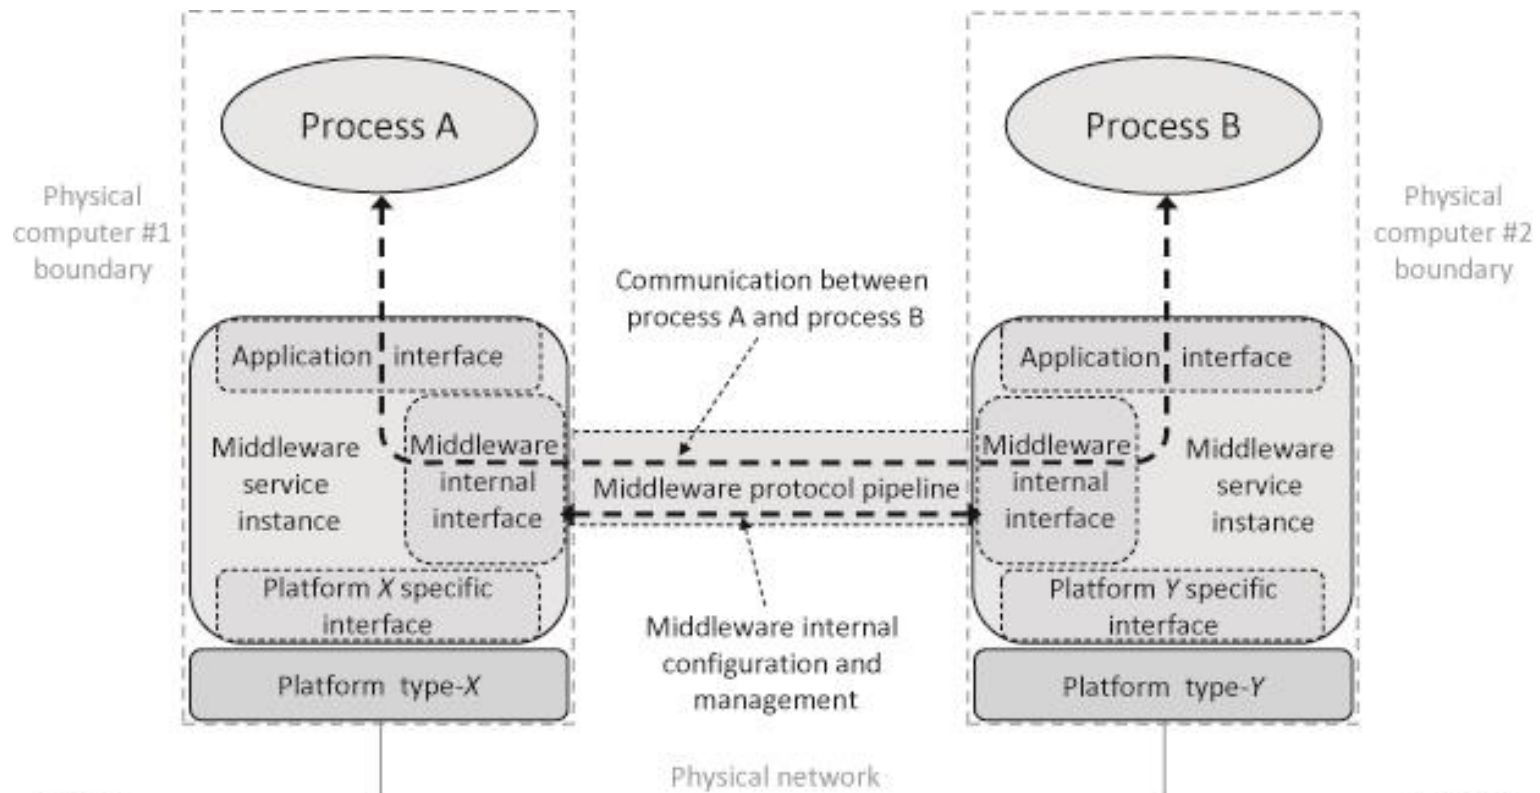 Process A
Process B
Physical
computer #1
boundary
Physical
computer #2
boundary
Communication between
process A and process B
Application interface
Application interface
Middleware
service
instance
Middleware
internal
interface
Middleware protocol pipeline
Middleware
internal
interface
Middleware
service
instance
Platform X specific
interface
Platform Y specific
interface
Middleware internal
configuration and
management
Platform type-X
Platform type-Y
Physical network